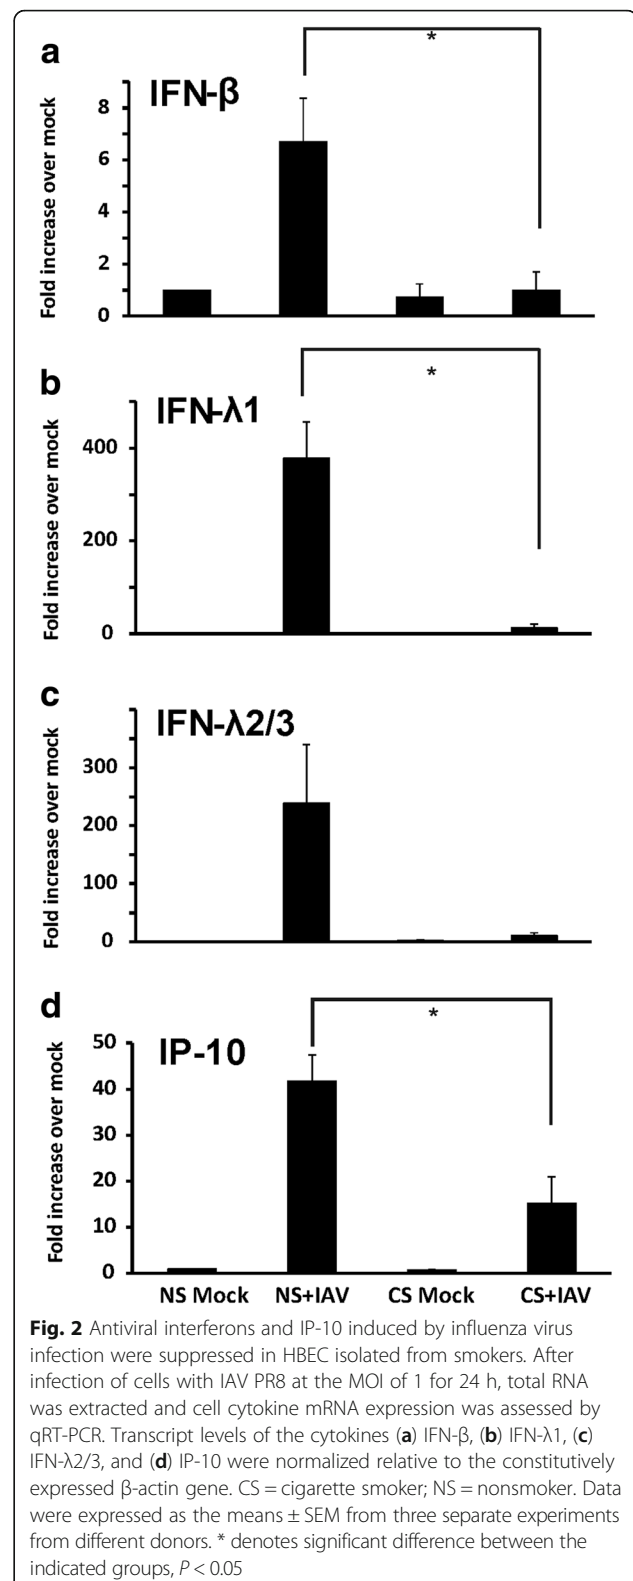 a
*
IFN-β
Fold increase over mock
8
6
4
2
0
b
*
IFN-λ1
Fold increase over mock
400
200
0
c
IFN-λ2/3
Fold increase over mock
300
200
100
0
d
*
IP-10
Fold increase over mock
50
40
30
20
10
0
NS Mock NS+IAV CS Mock CS+IAV
Fig. 2 Antiviral interferons and IP-10 induced by influenza virus
infection were suppressed in HBEC isolated from smokers. After
infection of cells with IAV PR8 at the MOI of 1 for 24 h, total RNA
was extracted and cell cytokine mRNA expression was assessed by
qRT-PCR. Transcript levels of the cytokines (a) IFN-β, (b) IFN-λ1, (c)
IFN-λ2/3, and (d) IP-10 were normalized relative to the constitutively
expressed β-actin gene. CS = cigarette smoker; NS = nonsmoker. Data
were expressed as the means ± SEM from three separate experiments
from different donors. * denotes significant difference between the
indicated groups, P < 0.05